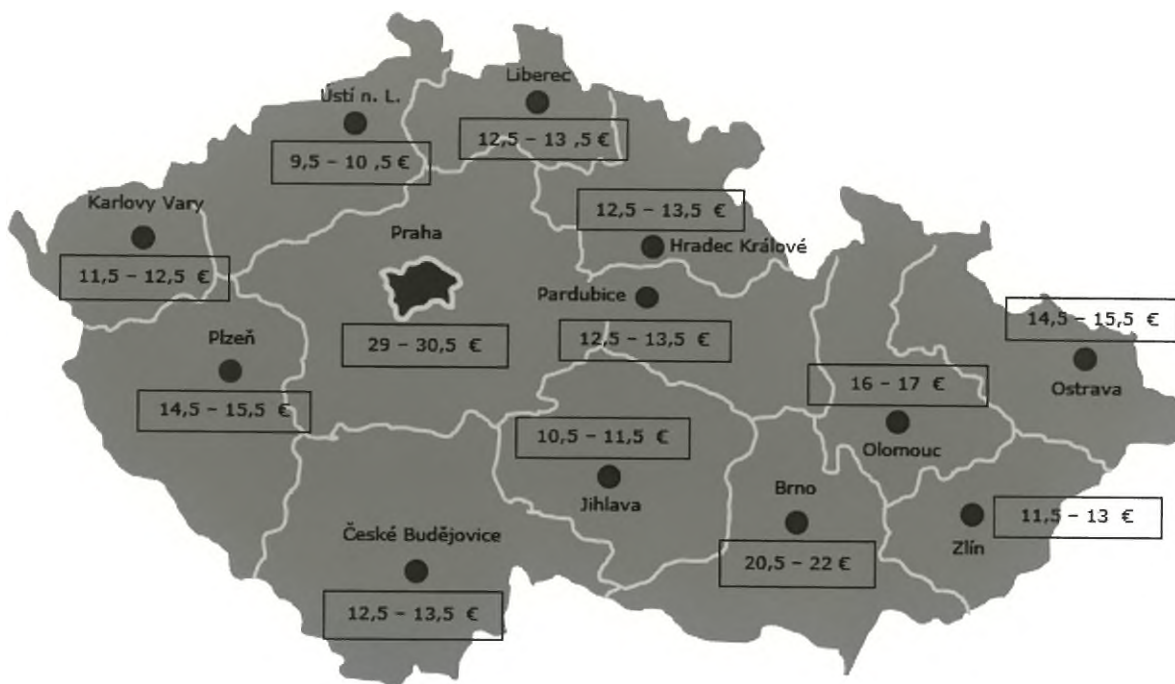 Liberec
12,5 – 13 ,5 €
Ústí n. L.
9,5 – 10 ,5 €
Karlovy Vary
11,5 – 12,5 €
Praha
29 – 30,5 €
12,5 – 13,5 €
Hradec Králové
Pardubice
12,5 – 13,5 €
Plzeň
14,5 – 15,5 €
14,5 – 15,5 €
Ostrava
16 – 17 €
Olomouc
10,5 – 11,5 €
Jihlava
Brno
20,5 – 22 €
11,5 – 13 €
Zlín
České Budějovice
12,5 – 13,5 €